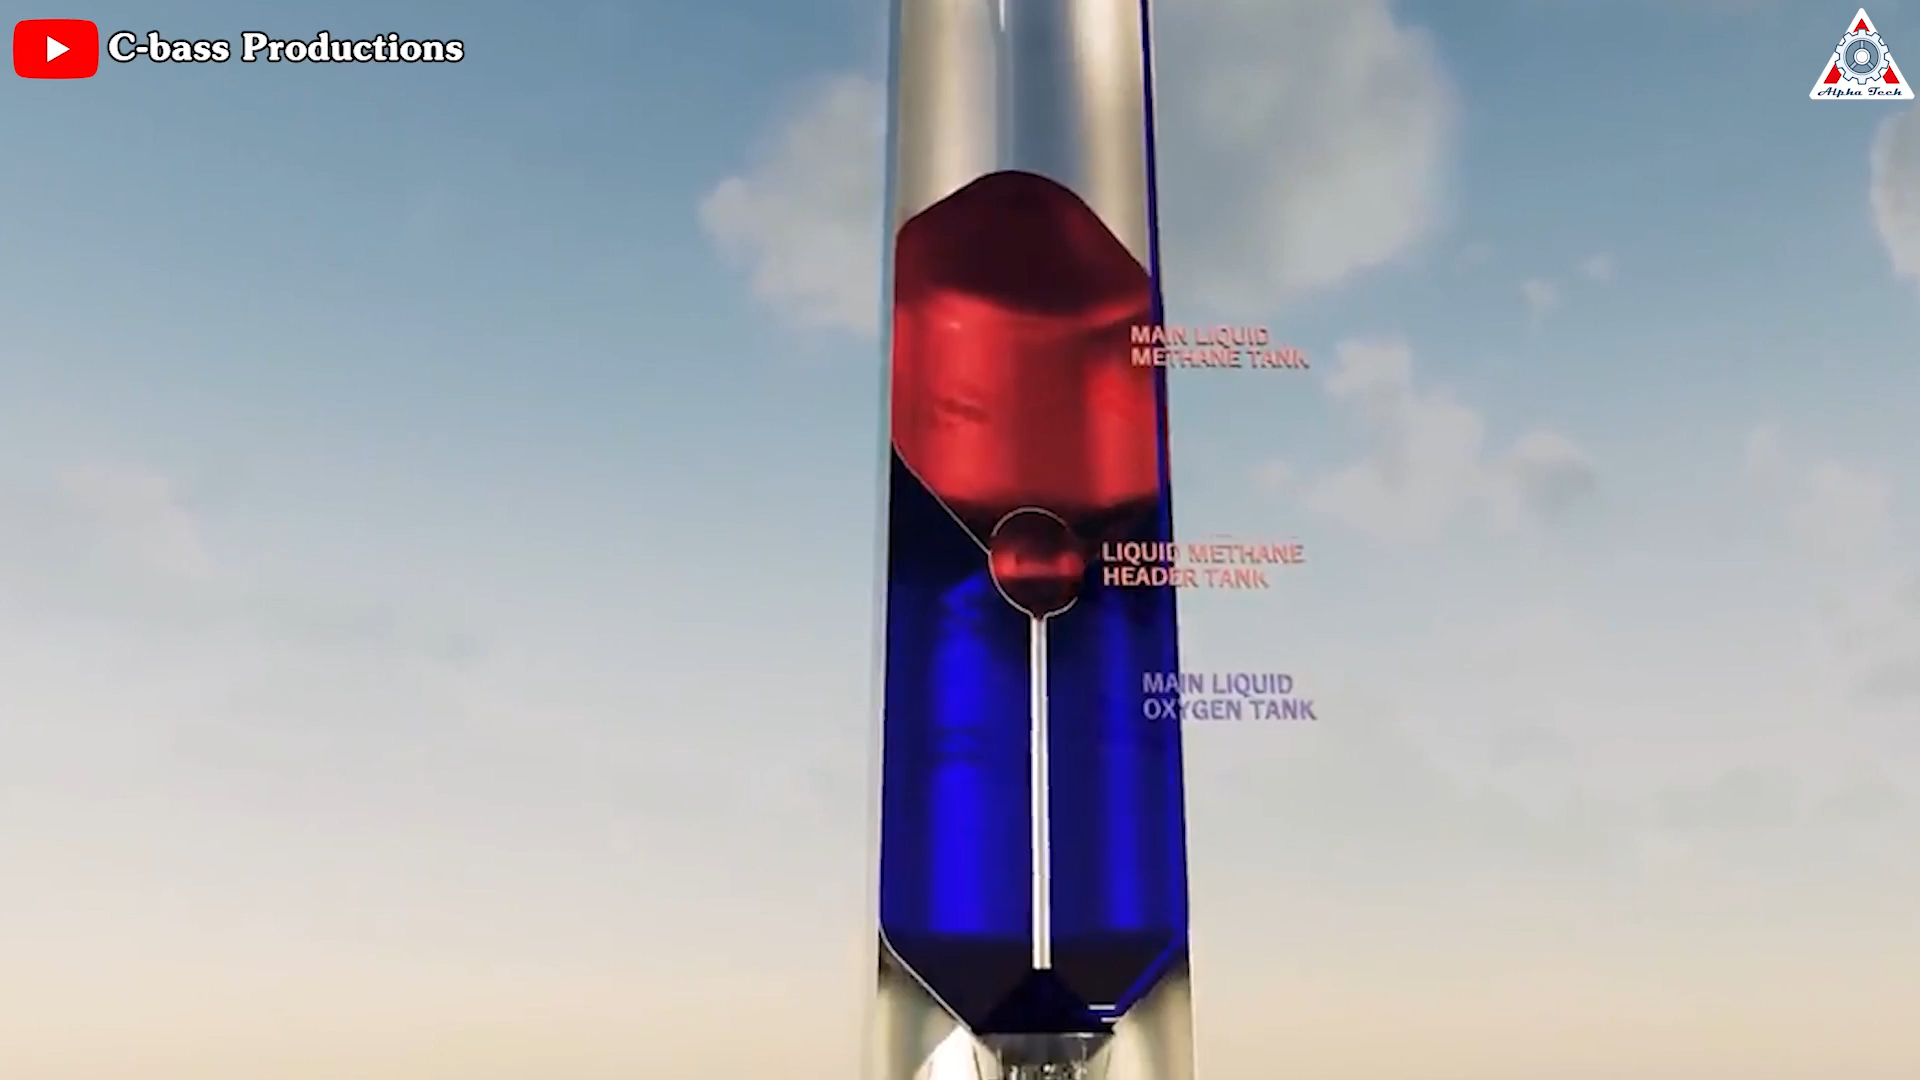 C-bass Productions
Alpha Tech
MAIN LIQUID
METHANE TANK
LIQUID METHANE
HEADER TANK
MAIN LIQUID
OXYGEN TANK